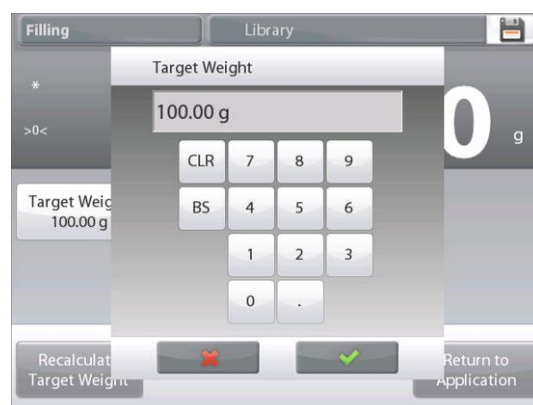 Filling
Library
Target Weight
*
100.00 g
>0<
0
g
CLR 7 8 9
Target Weig
100.00 g
BS 4 5 6
1 2 3
0 .
Recalculat
Target Weight
Return to
Application